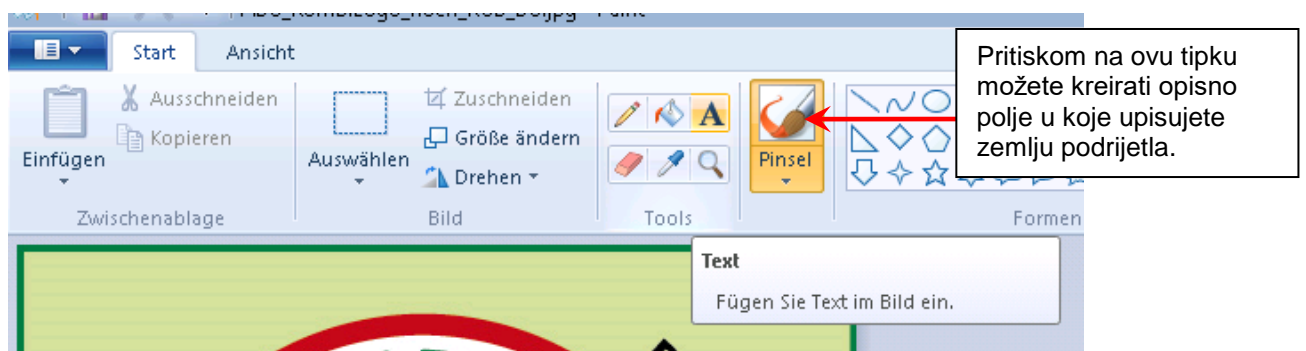 Start Ansicht
Pritiskom na ovu tipku
možete kreirati opisno
polje u koje upisujete
zemlju podrijetla.
Ausschneiden
Kopieren
Einfügen
Zwischenablage
Zuschneiden
Größe ändern
Drehen
Auswählen
Bild
A
Tools
Pinsel
Formen
Text
Fügen Sie Text im Bild ein.